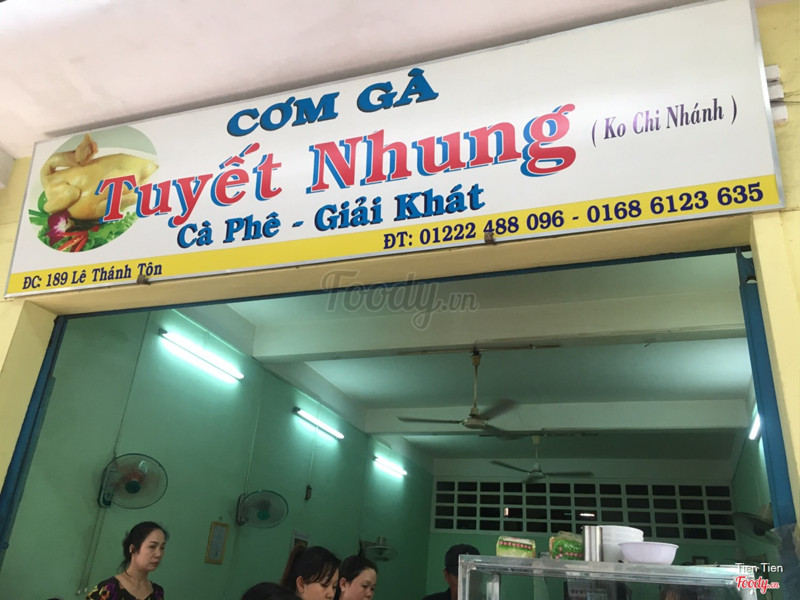 CƠM GÀ
Tuyết Nhung ( Ko Chi Nhánh )
Cà Phê - Giải Khát
ĐT: 01222 488 096 - 0168 6123 635
ĐC: 189 Lê Thánh Tôn
Foody.vn
Tien Tien
Foody.vn